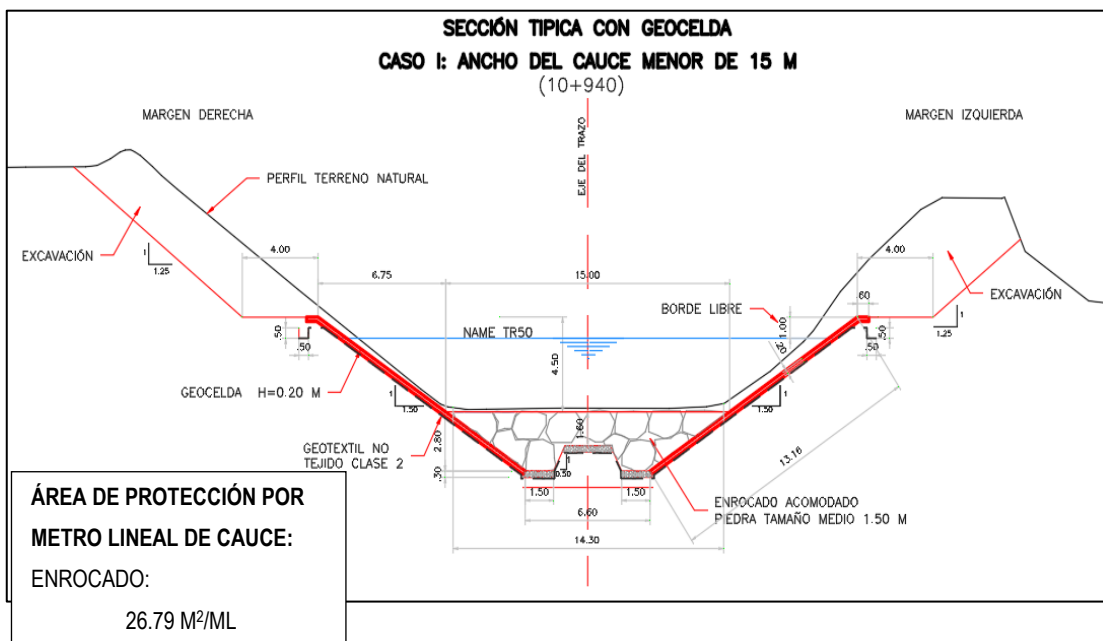 SECCIÓN TIPICA CON GEOCELDA
CASO I: ANCHO DEL CAUCE MENOR DE 15 M
(10+940)
MARGEN DERECHA
EJE DEL TRAZO
MARGEN IZQUIERDA
PERFIL TERRENO NATURAL
EXCAVACIÓN
1
1.25
4.00
6.75
15.00
4.00
.60
BORDE LIBRE
1.00
EXCAVACIÓN
1
1.25
.50
.50
NAME TR50
4.50
.20
.50
.50
GEOCELDA H=0.20 M
1
1.50
1
1.50
GEOTEXTIL NO
TEJIDO CLASE 2
2.80
1.60
.30
1
0.50
13.16
1.50
1.50
6.60
14.30
ENROCADO ACOMODADO
PIEDRA TAMAÑO MEDIO 1.50 M
ÁREA DE PROTECCIÓN POR
METRO LINEAL DE CAUCE:
ENROCADO:
26.79 M²/ML